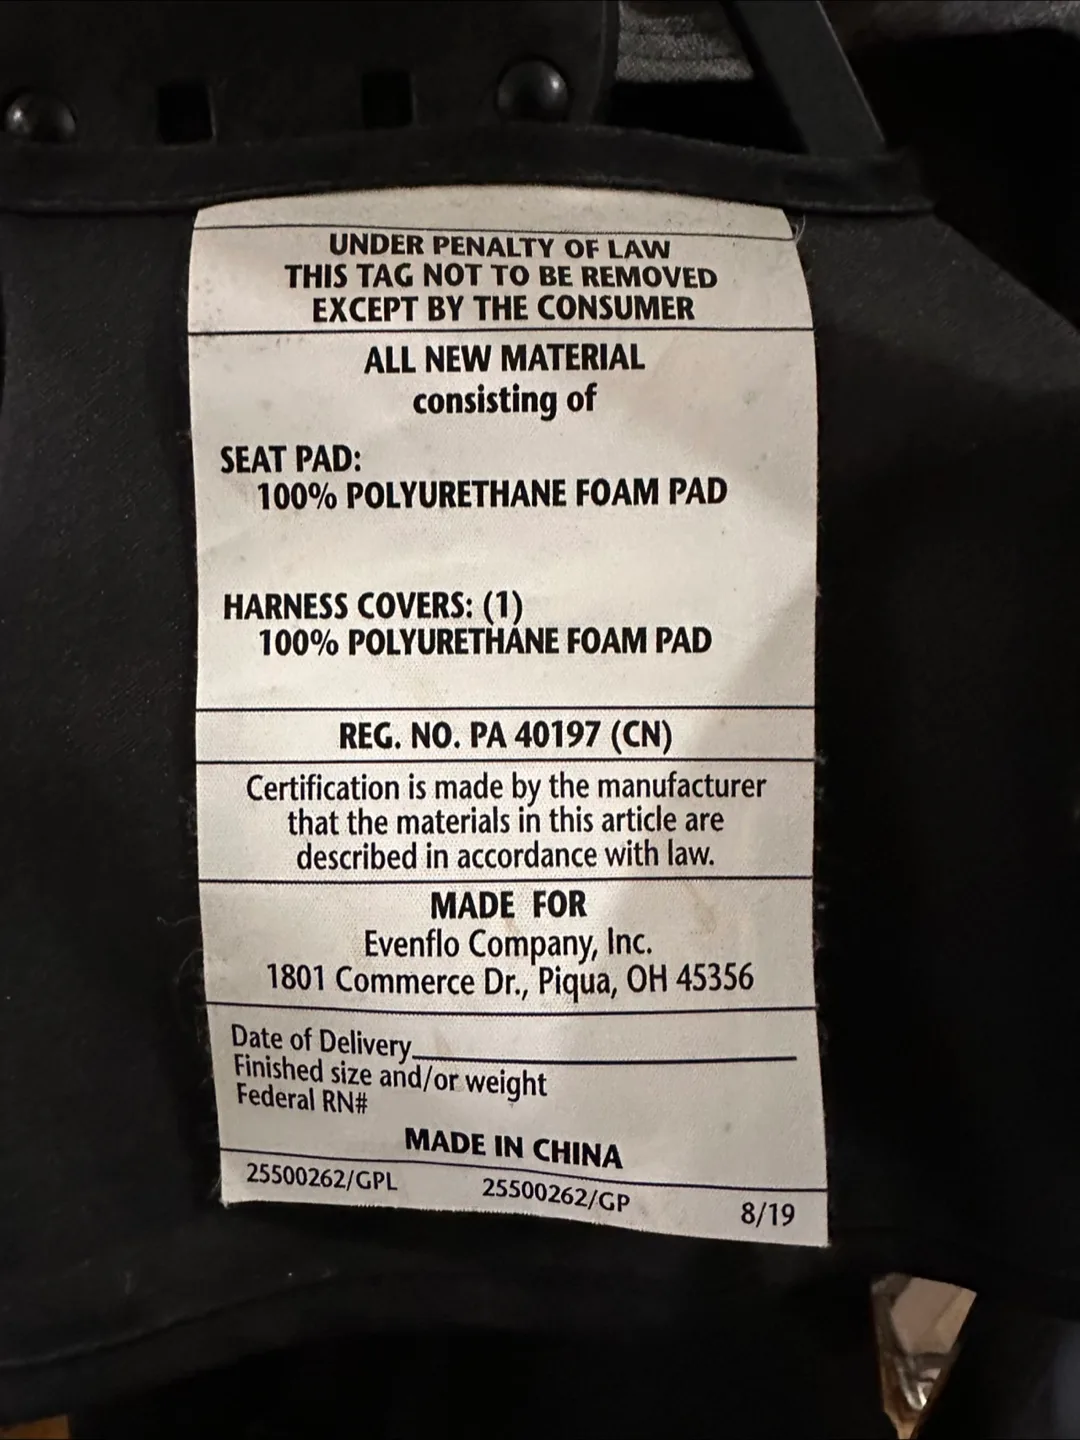 UNDER PENALTY OF LAW
THIS TAG NOT TO BE REMOVED
EXCEPT BY THE CONSUMER
ALL NEW MATERIAL
consisting of
SEAT PAD:
100% POLYURETHANE FOAM PAD
HARNESS COVERS: (1)
100% POLYURETHANE FOAM PAD
REG. NO. PA 40197 (CN)
Certification is made by the manufacturer
that the materials in this article are
described in accordance with law.
MADE FOR
Evenflo Company, Inc.
1801 Commerce Dr., Piqua, OH 45356
Date of Delivery
Finished size and/or weight
Federal RN#
MADE IN CHINA
25500262/GPL 25500262/GP 8/19